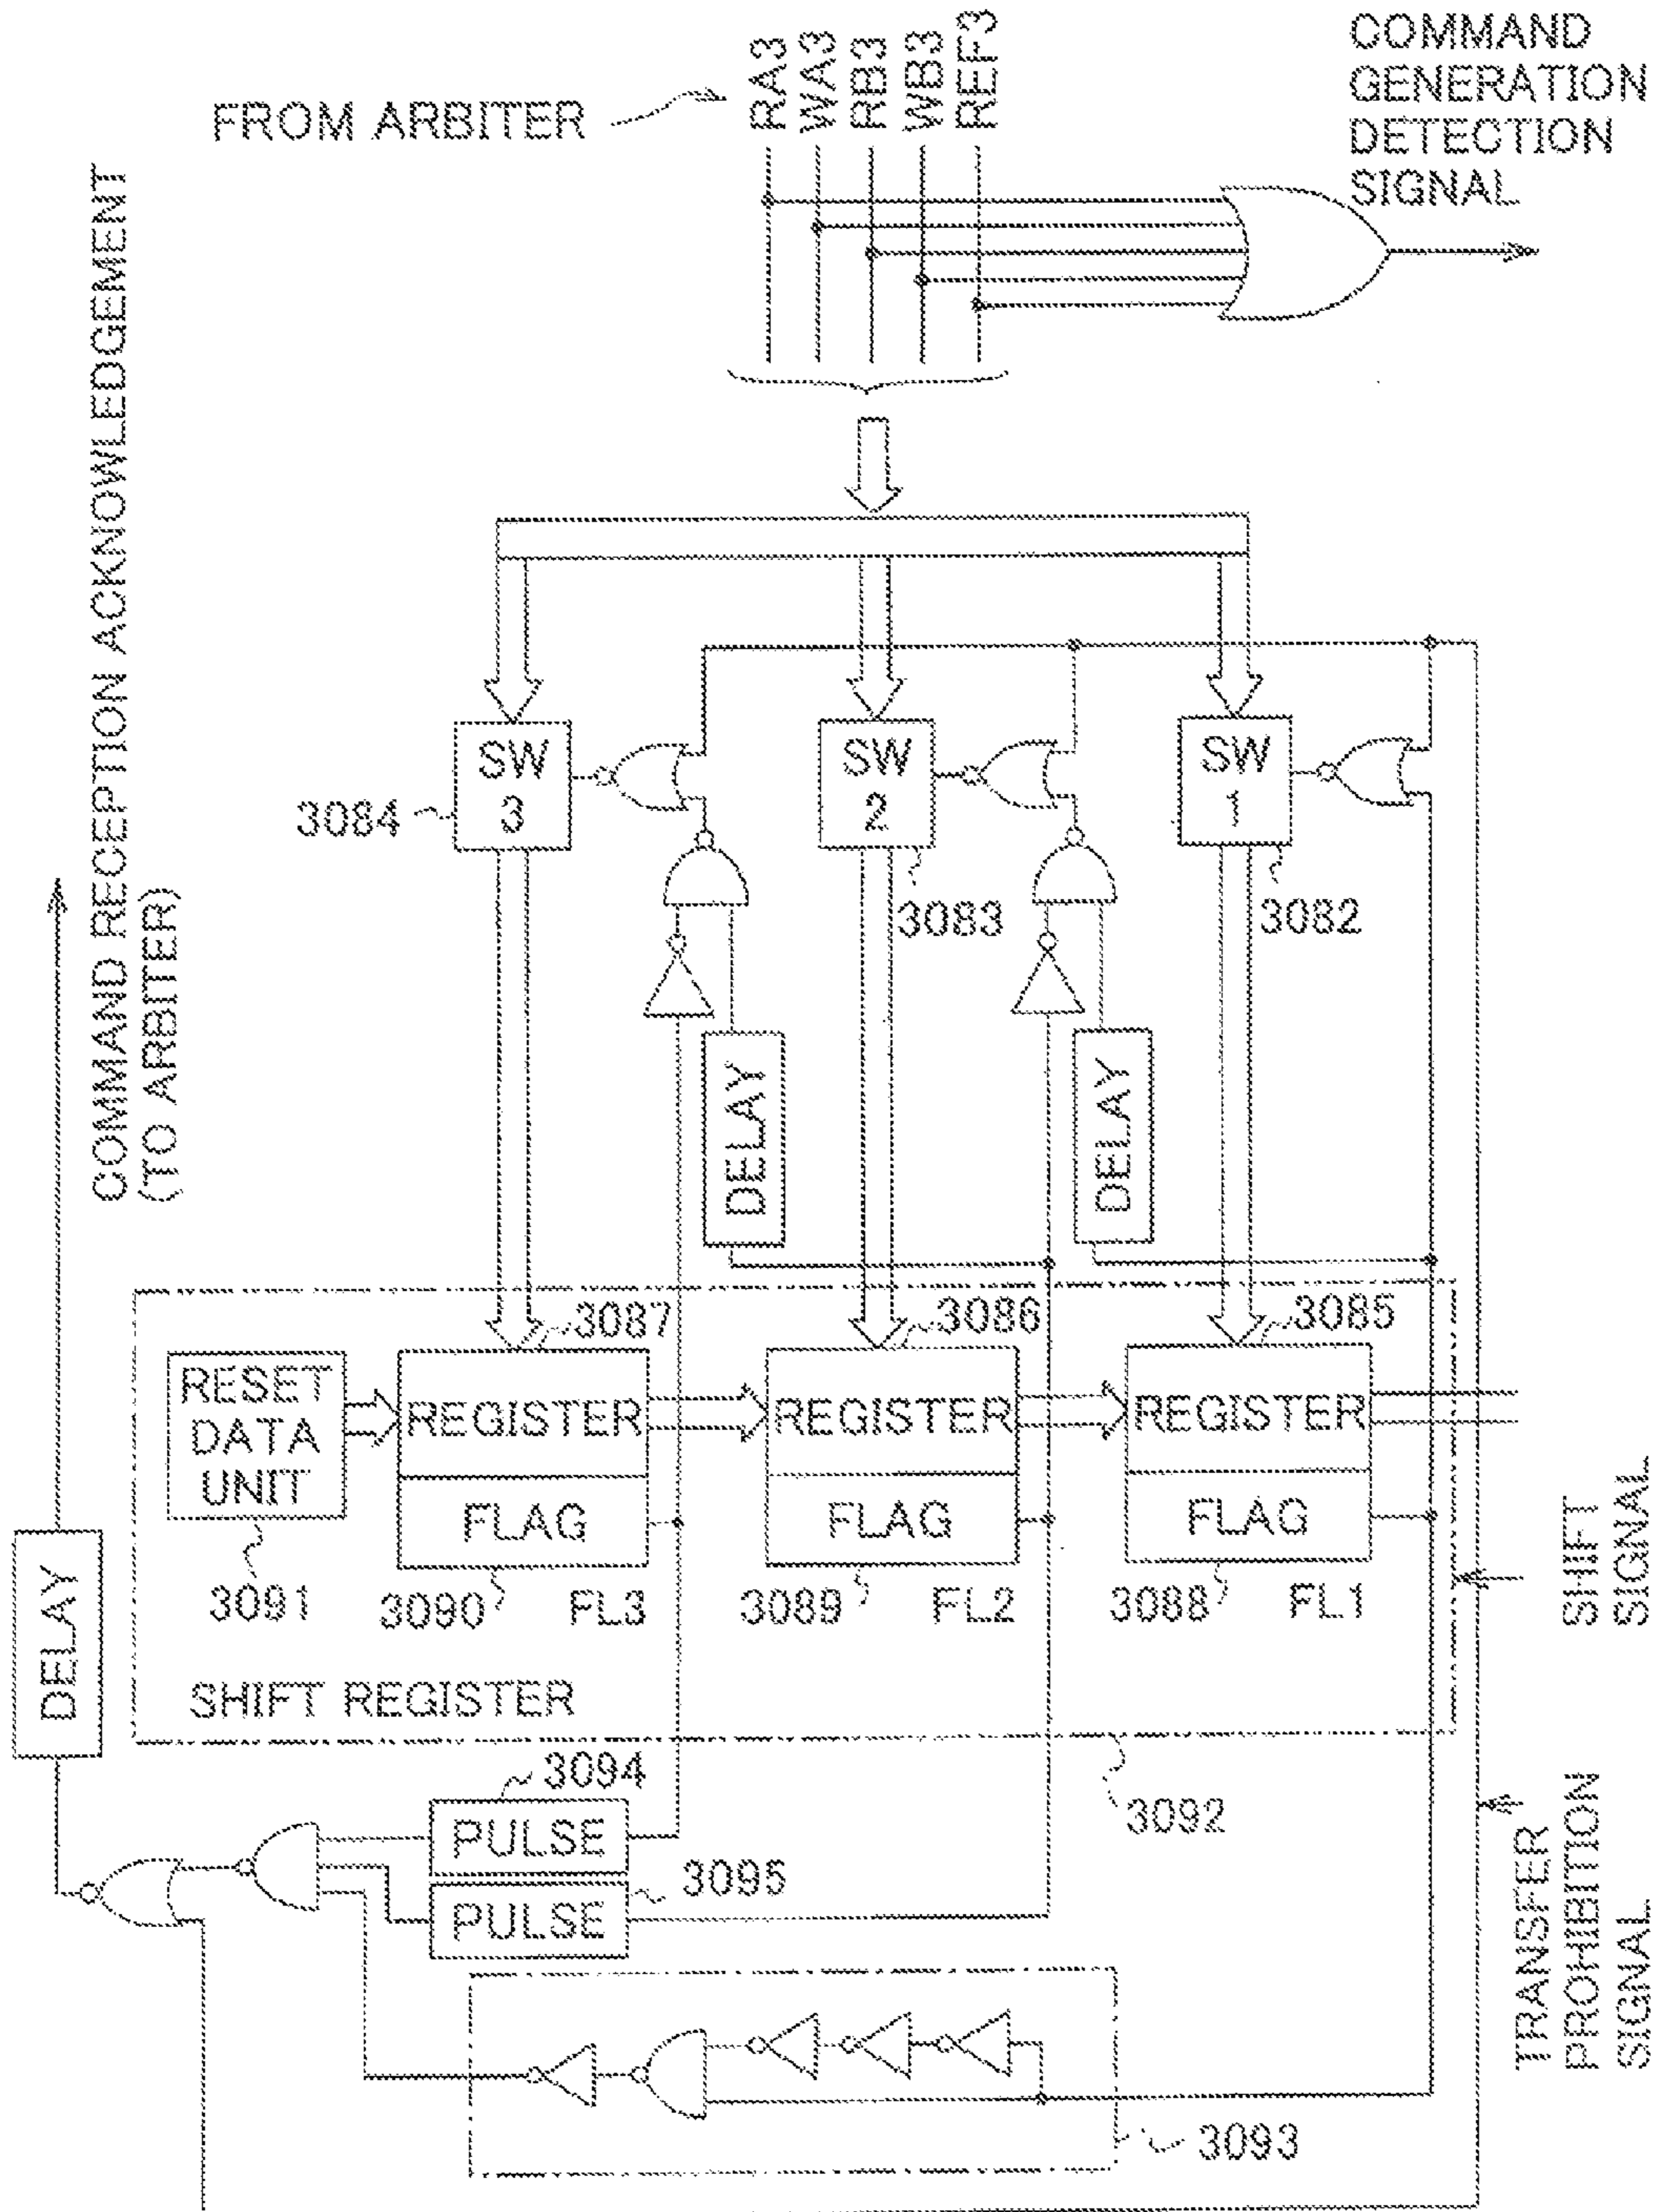 COMMAND
GENERATION
DETECTION
SIGNAL
RA3
WA3
RB3
WB3
REF3
FROM ARBITER
COMMAND RECEPTION ACKNOWLEDGEMENT
(TO ARBITER)
SW
3
3084
SW
2
3083
SW
1
3082
DELAY
DELAY
3087
3086
3085
RESET
DATA
UNIT
REGISTER
REGISTER
REGISTER
FLAG
FLAG
FLAG
3091
3090
FL3
3089
FL2
3088
FL1
SHIFT
SIGNAL
DELAY
SHIFT REGISTER
3092
3094
PULSE
3095
PULSE
TRANSFER
PROHIBITION
SIGNAL
3093